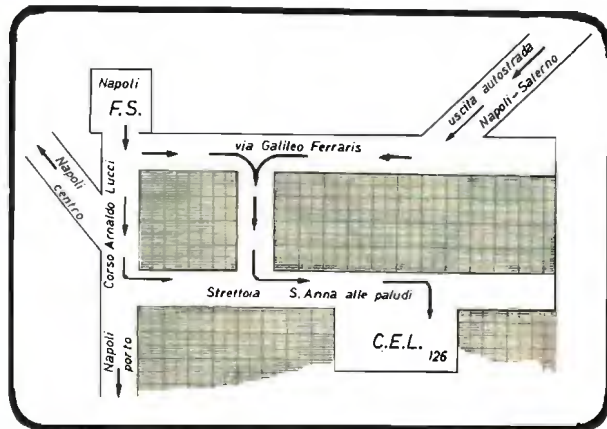 Napoli
F.S.
uscita autostrada
Napoli-Salerno
via Galileo Ferraris
Napoli
centro
Corso Arnaldo Lucci
Strettoia S. Anna alle paludi
Napoli
porto
C.E.L.
126